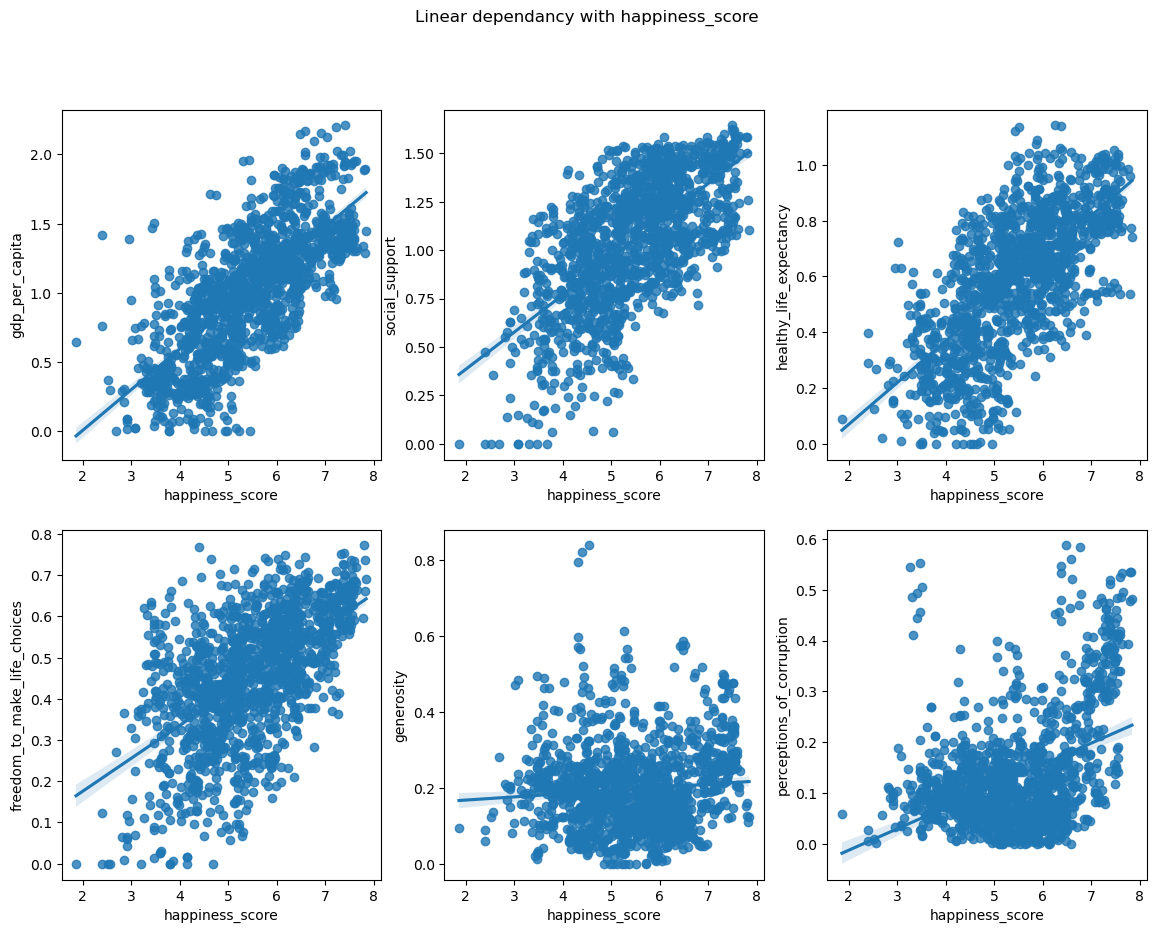 Linear dependancy with happiness_score
gdp_per_capita
2.0
1.5
1.0
0.5
0.0
2 3 4 5 6 7 8
happiness_score
social_support
1.50
1.25
1.00
0.75
0.50
0.25
0.00
2 3 4 5 6 7 8
happiness_score
healthy_life_expectancy
1.0
0.8
0.6
0.4
0.2
0.0
2 3 4 5 6 7 8
happiness_score
freedom_to_make_life_choices
0.8
0.7
0.6
0.5
0.4
0.3
0.2
0.1
0.0
2 3 4 5 6 7 8
happiness_score
generosity
0.8
0.6
0.4
0.2
0.0
2 3 4 5 6 7 8
happiness_score
perceptions_of_corruption
0.6
0.5
0.4
0.3
0.2
0.1
0.0
2 3 4 5 6 7 8
happiness_score